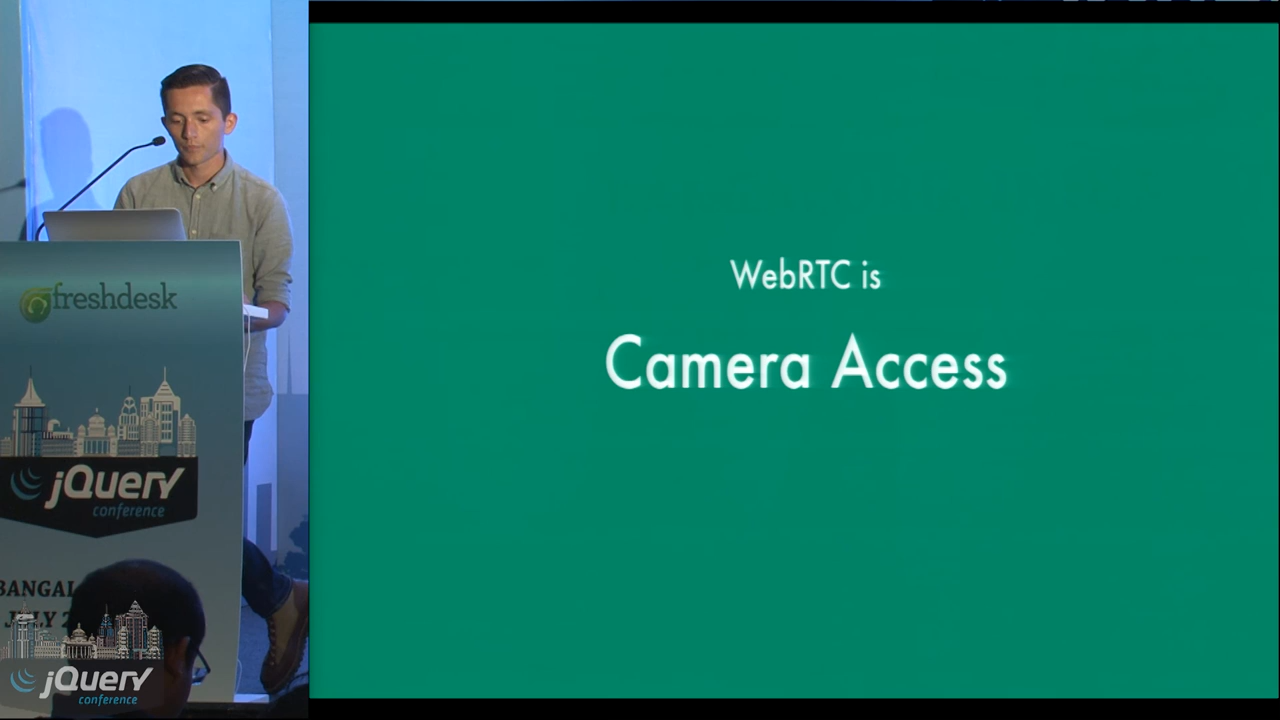 WebRTC is
Camera Access
freshdesk
jQuery
conference
jQuery
conference